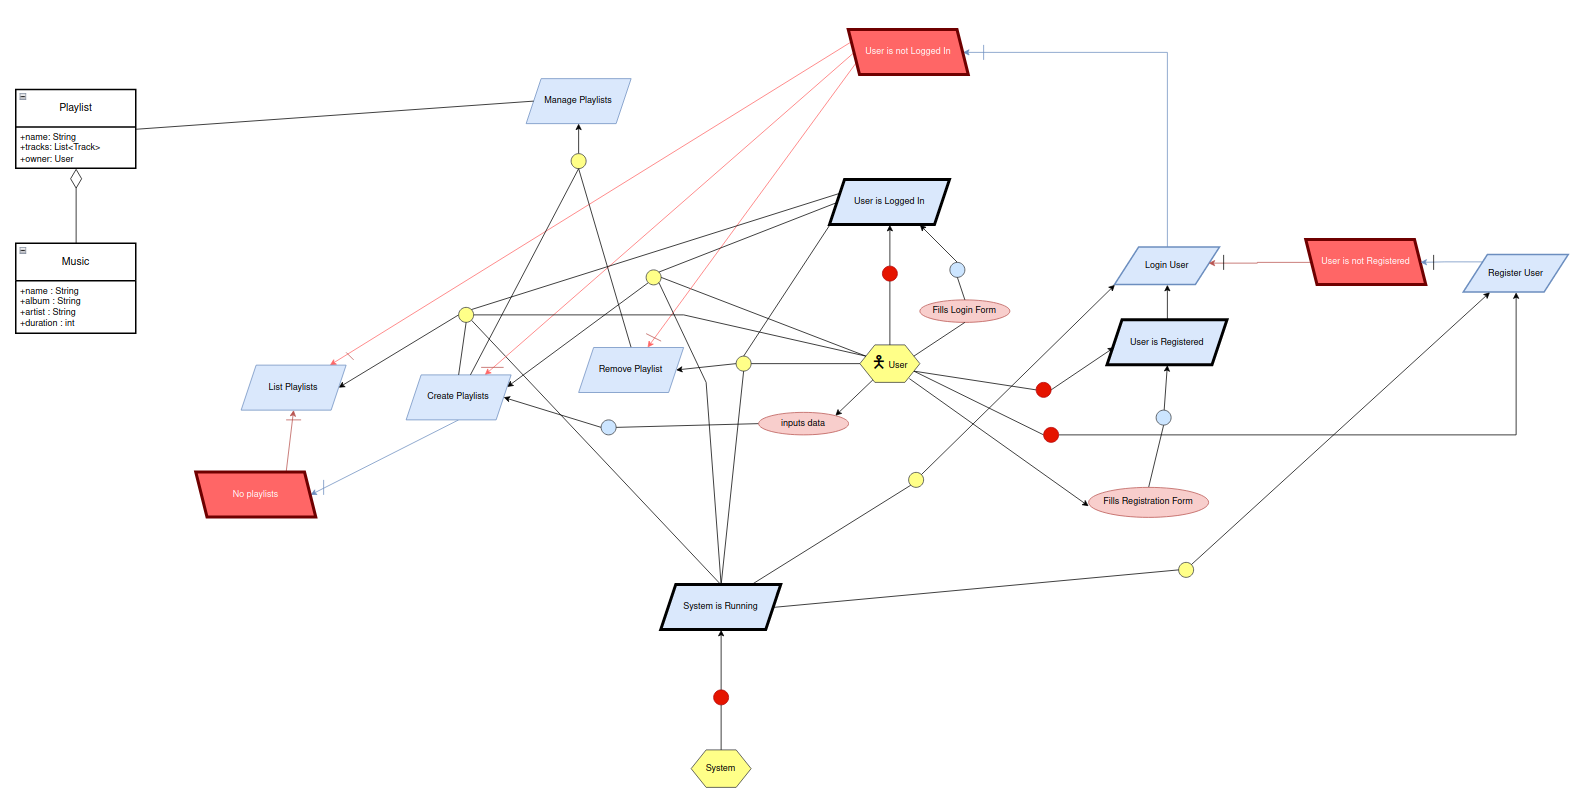 User is not Logged In
Manage Playlists
Playlist
+name: String
+tracks: List<Track>
+owner: User
User is Logged In
Music
+name : String
+album : String
+artist : String
+duration : int
Login User
User is not Registered
Register User
Fills Login Form
User is Registered
User
List Playlists
Create Playlists
Remove Playlist
inputs data
No playlists
Fills Registration Form
System is Running
System